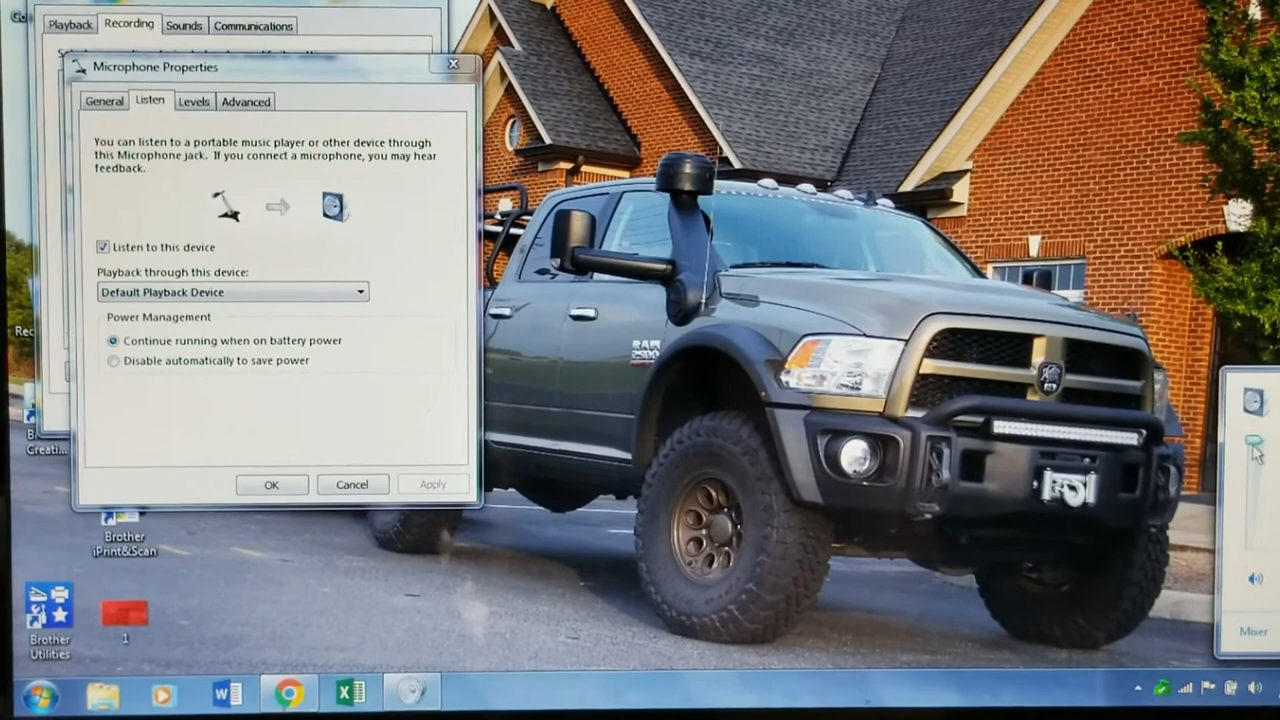 Playback Recording Sounds Communications
Microphone Properties
General Listen Levels Advanced
You can listen to a portable music player or other device through
this Microphone jack. If you connect a microphone, you may hear
feedback.
Listen to this device
Playback through this device:
Default Playback Device
Power Management
Continue running when on battery power
Disable automatically to save power
OK Cancel Apply
RAM
2500
Rec
Creati...
Brother
iPrint&Scan
Brother
Utilities
1
Mixer